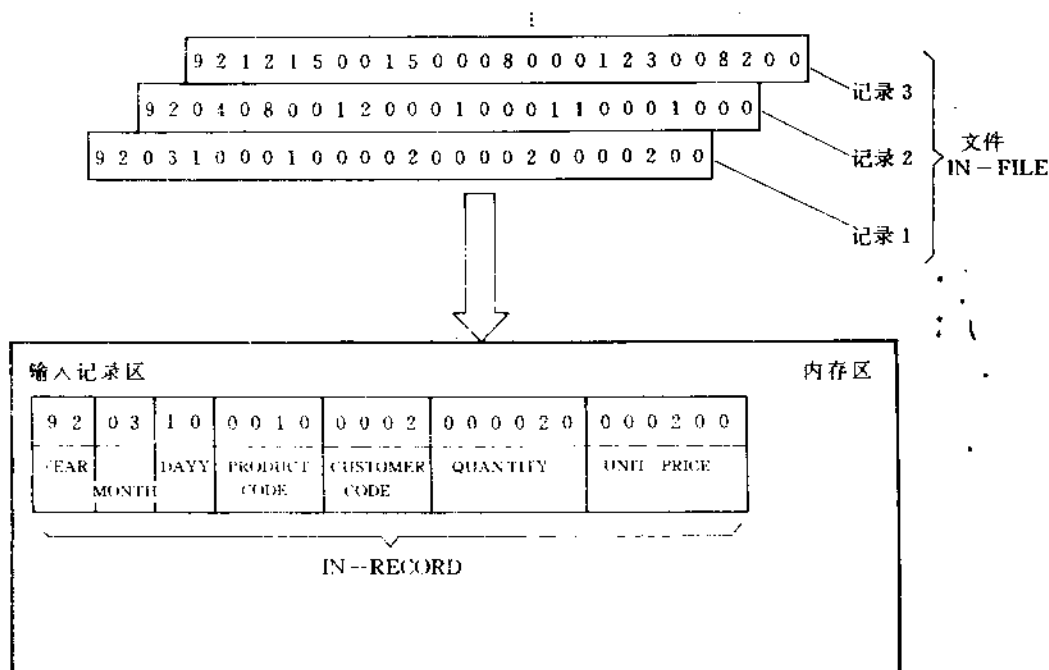 9 2 1 2 1 5 0 0 1 5 0 0 0 8 0 0 0 1 2 3 0 0 8 2 0 0
记录 3
9 2 0 4 0 8 0 0 1 2 0 0 0 1 0 0 0 1 1 0 0 0 1 0 0 0
记录 2
9 2 0 3 1 0 0 0 1 0 0 0 0 2 0 0 0 0 2 0 0 0 0 2 0 0
记录 1
文件
IN－FILE
输入记录区
内存区
9 2 0 3 1 0 0 0 1 0 0 0 0 2 0 0 0 0 2 0 0 0 0 2 0 0
YEAR MONTH DAYY PRODUCT CUSTOMER QUANTITY UNIT PRICE
CODE CODE
IN--RECORD